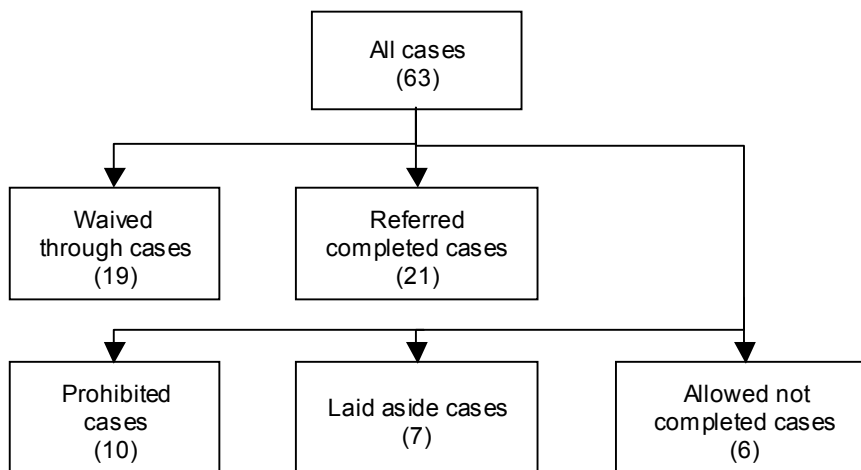 All cases
(63)
Waived
through cases
(19)
Referred
completed cases
(21)
Prohibited
cases
(10)
Laid aside cases
(7)
Allowed not
completed cases
(6)